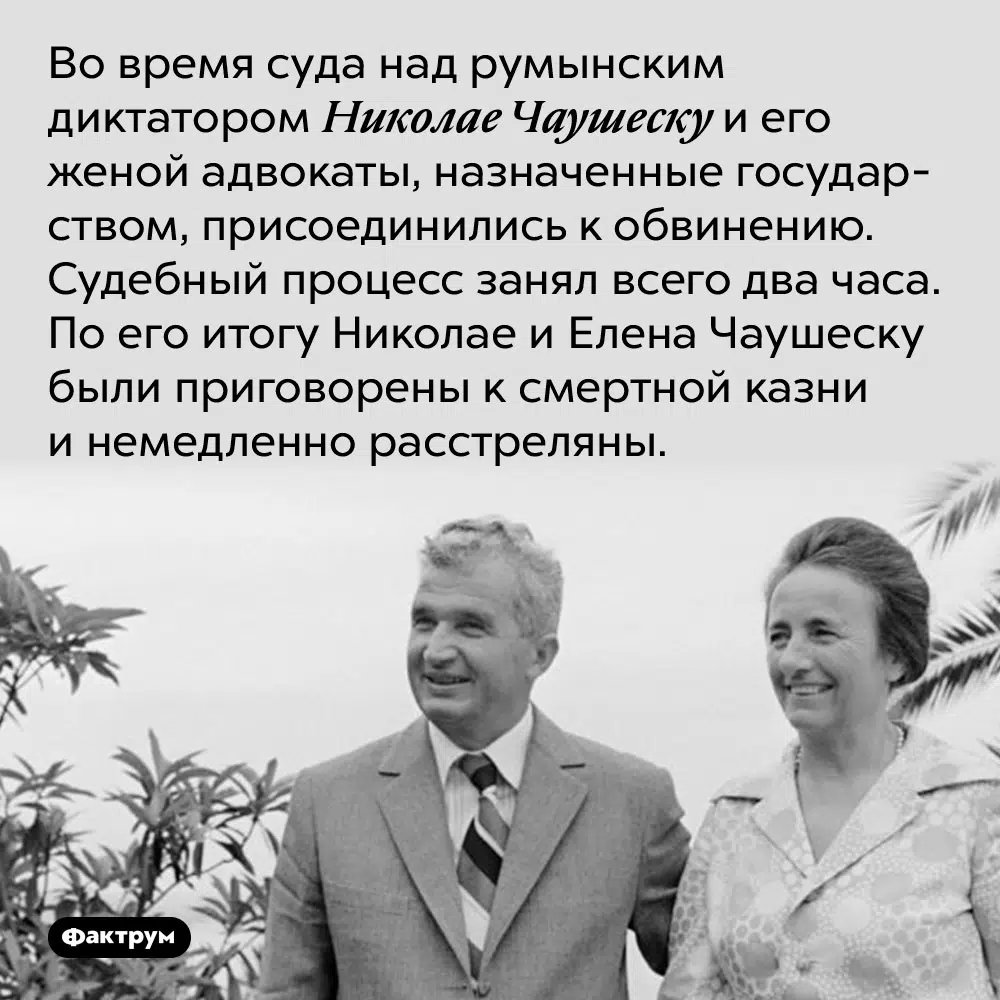 Во время суда над румынским
диктатором Николае Чаушеску и его
женой адвокаты, назначенные государ-
ством, присоединились к обвинению.
Судебный процесс занял всего два часа.
По его итогу Николае и Елена Чаушеску
были приговорены к смертной казни
и немедленно расстреляны.
Фактрум